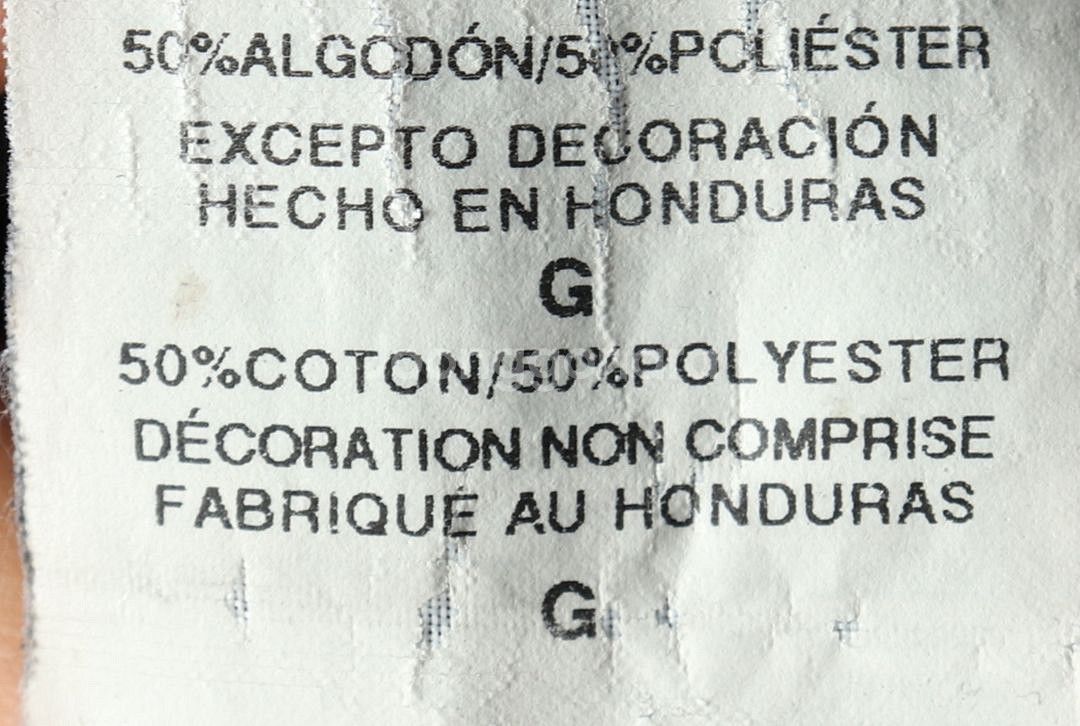 50%ALGODÓN/50%POLIÉSTER
EXCEPTO DECORACIÓN
HECHO EN HONDURAS
G
50%COTON/50%POLYESTER
DÉCORATION NON COMPRISE
FABRIQUÉ AU HONDURAS
G